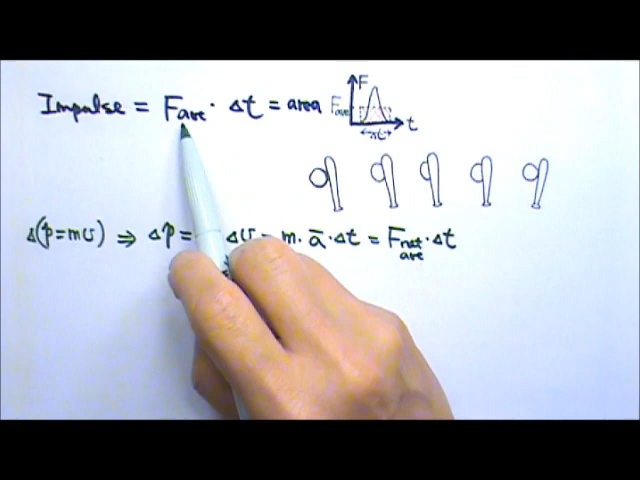 Impulse = Fave · Δt = area
F
Fave
t
Δt
Δ(p=mv) ⇒ Δp = Δv = m · a̅ · Δt = Fnet ave · Δt